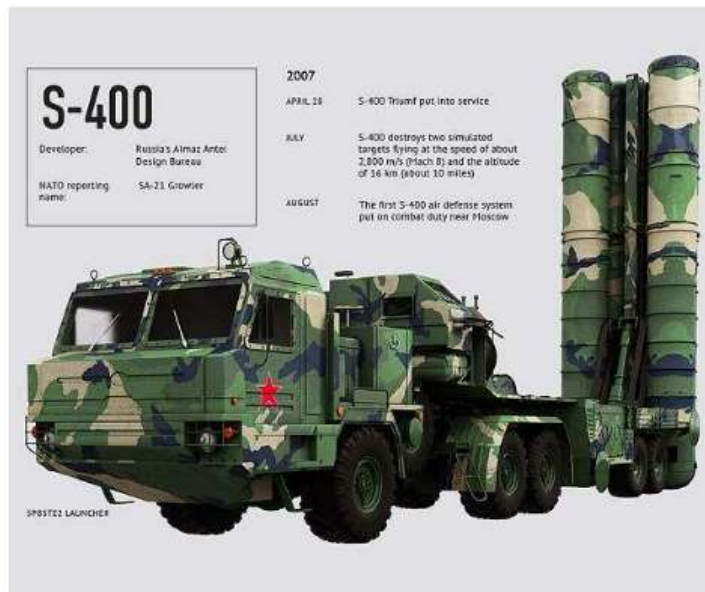 S-400
Developer: Russia's Almaz Antei
Design Bureau
NATO reporting SA-21 Growler
name:
2007
APRIL 28 S-400 Triumf put into service
JULY S-400 destroys two simulated
targets flying at the speed of about
2,800 m/s (Mach 8) and the altitude
of 16 km (about 10 miles)
AUGUST The first S-400 air defense system
put on combat duty near Moscow
5P85TE2 LAUNCHER